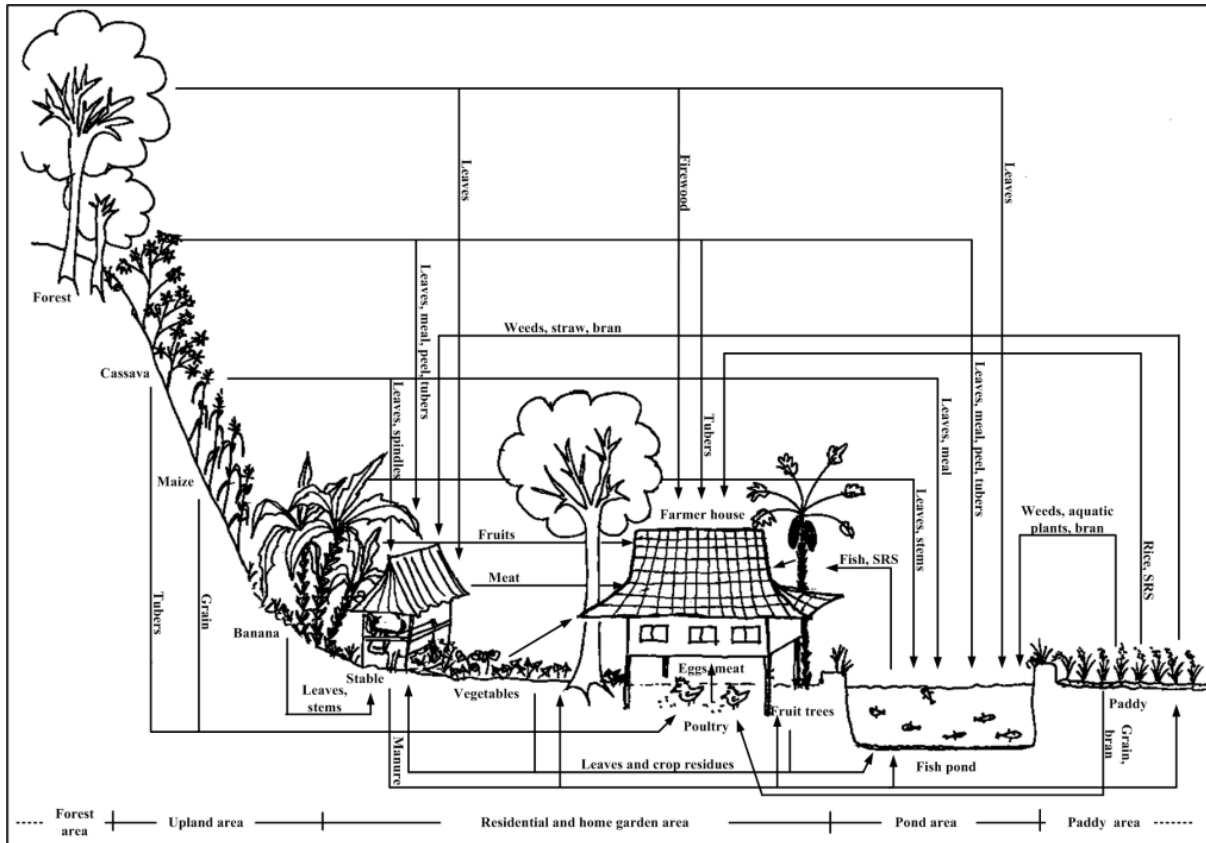 Leaves
Firewood
Leaves
Forest
Leaves, meal, peel, tubers
Weeds, straw, bran
Cassava
Leaves, spindles
Tubers
Leaves, meal
Leaves, meal, peel, tubers
Maize
Farmer house
Leaves, stems
Weeds, aquatic
plants, bran
Rice, SRS
Fruits
Fish, SRS
Meat
Tubers
Grain
Banana
Stable
Eggs, meat
Vegetables
Leaves,
stems
Fruit trees
Paddy
Poultry
Manure
Grain,
bran
Leaves and crop residues
Fish pond
Forest
area
Upland area
Residential and home garden area
Pond area
Paddy area